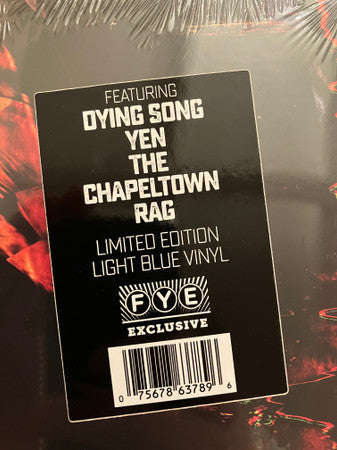 FEATURING
DYING SONG
YEN
THE
CHAPELTOWN
RAG
LIMITED EDITION
LIGHT BLUE VINYL
FYE
EXCLUSIVE
0 75678 63789 6